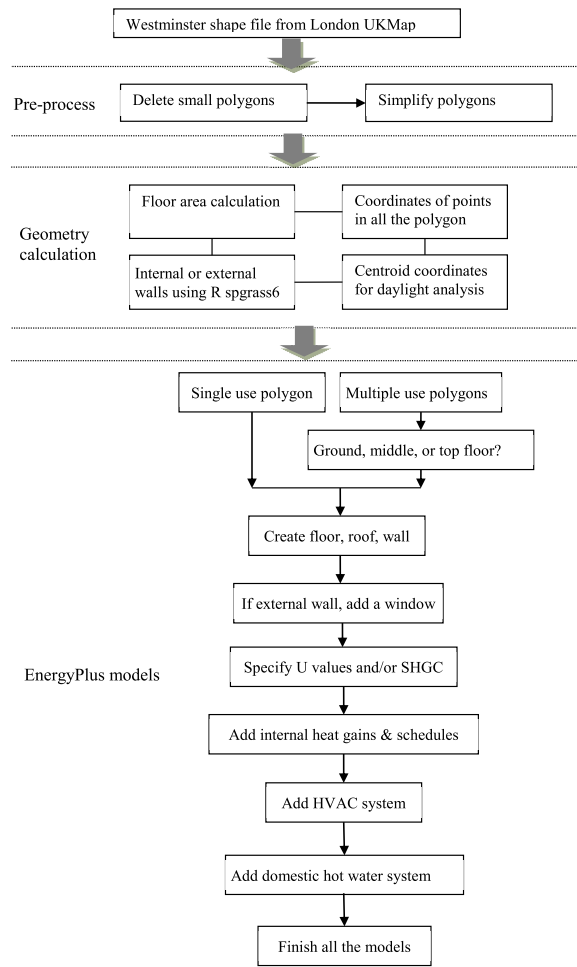 Westminster shape file from London UKMap
Pre-process
Delete small polygons
Simplify polygons
Geometry
calculation
Floor area calculation
Coordinates of points
in all the polygon
Internal or external
walls using R spgrass6
Centroid coordinates
for daylight analysis
Single use polygon
Multiple use polygons
Ground, middle, or top floor?
Create floor, roof, wall
If external wall, add a window
EnergyPlus models
Specify U values and/or SHGC
Add internal heat gains & schedules
Add HVAC system
Add domestic hot water system
Finish all the models